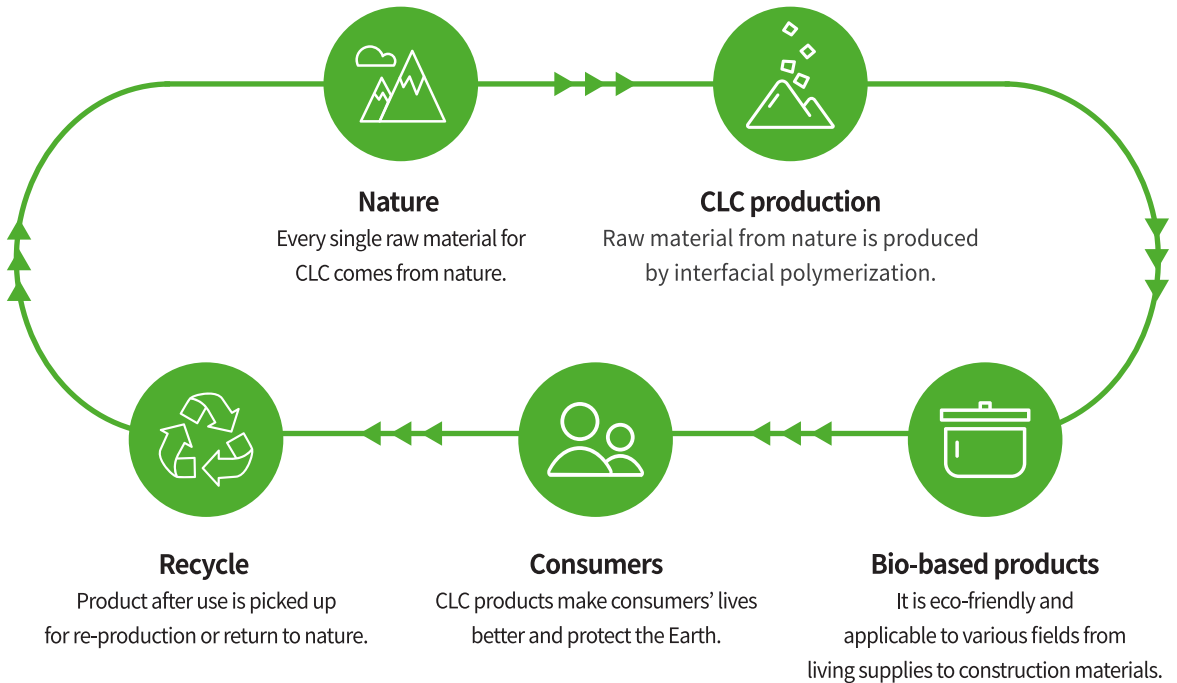 Nature
Every single raw material for
CLC comes from nature.
CLC production
Raw material from nature is produced
by interfacial polymerization.
Recycle
Product after use is picked up
for re-production or return to nature.
Consumers
CLC products make consumers’ lives
better and protect the Earth.
Bio-based products
It is eco-friendly and
applicable to various fields from
living supplies to construction materials.